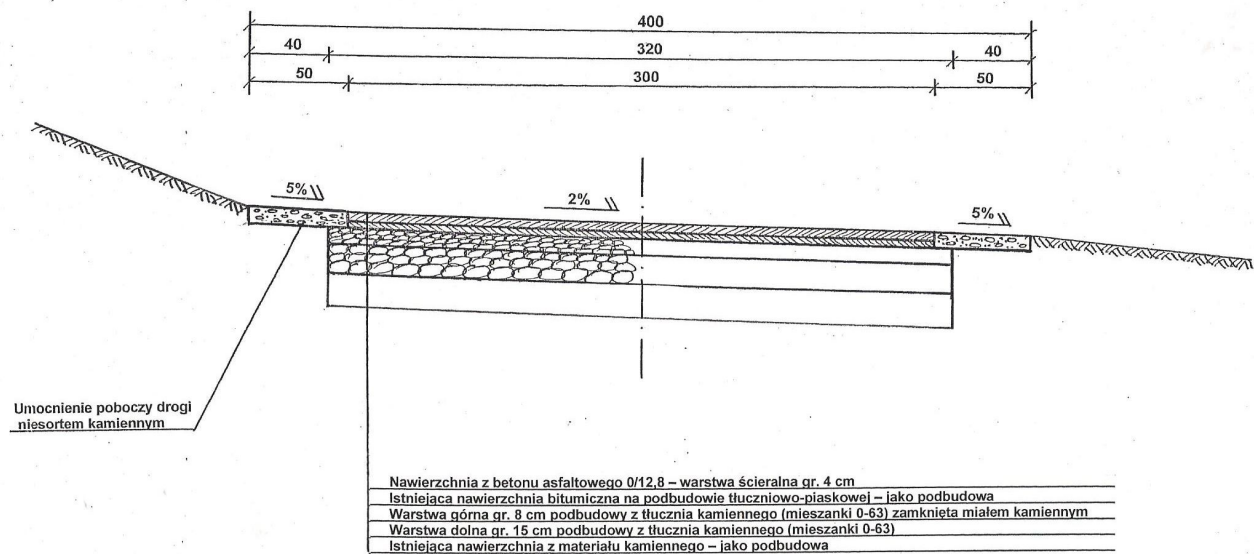 400
40 320 40
50 300 50
5%
2%
5%
Umocnienie poboczy drogi
niesortem kamiennym
Nawierzchnia z betonu asfaltowego 0/12,8 – warstwa ścieralna gr. 4 cm
Istniejąca nawierzchnia bitumiczna na podbudowie tłuczniowo-piaskowej – jako podbudowa
Warstwa górna gr. 8 cm podbudowy z tłucznia kamiennego (mieszanki 0-63) zamknięta miałem kamiennym
Warstwa dolna gr. 15 cm podbudowy z tłucznia kamiennego (mieszanki 0-63)
Istniejąca nawierzchnia z materiału kamiennego – jako podbudowa